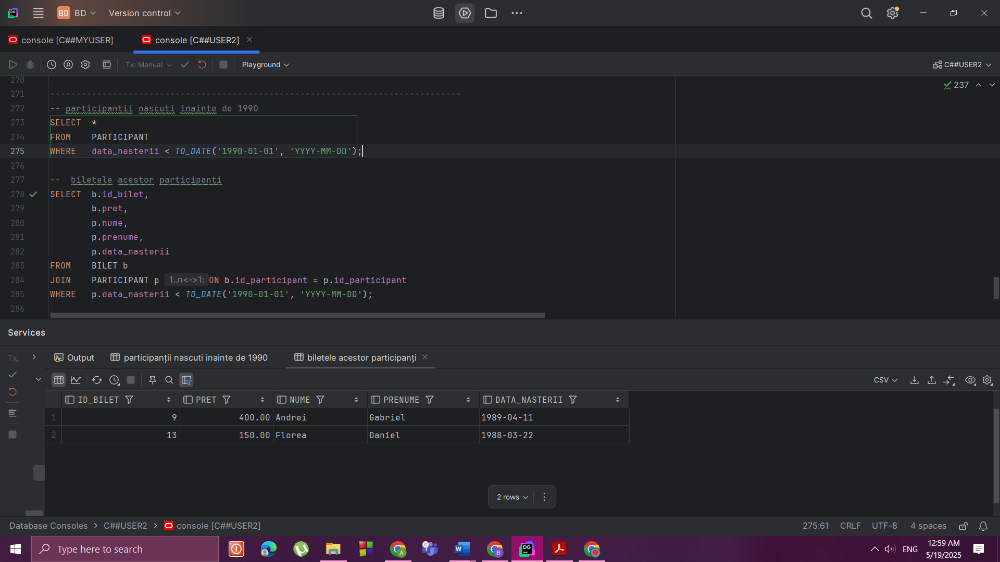 BD BD Version control
console [C##MYUSER] console [C##USER2]
Tx: Manual Playground C##USER2
237
270
271 -------------------------------------------------------------------------------
272 -- participantii nascuti inainte de 1990
273 SELECT *
274 FROM PARTICIPANT
275 WHERE data_nasterii < TO_DATE('1990-01-01', 'YYYY-MM-DD');
276
277 -- biletele acestor participanti
278 SELECT b.id_bilet,
279 b.pret,
280 p.nume,
281 p.prenume,
282 p.data_nasterii
283 FROM BILET b
284 JOIN PARTICIPANT p 1..n<->1: ON b.id_participant = p.id_participant
285 WHERE p.data_nasterii < TO_DATE('1990-01-01', 'YYYY-MM-DD');
286
Services
Tx Output participanții nascuti inainte de 1990 biletele acestor participanți
CSV
ID_BILET PRET NUME PRENUME DATA_NASTERII
1 9 400.00 Andrei Gabriel 1989-04-11
2 13 150.00 Florea Daniel 1988-03-22
2 rows
Database Consoles > C##USER2 > console [C##USER2] 275:61 CRLF UTF-8 4 spaces
Type here to search ENG 12:59 AM
5/19/2025